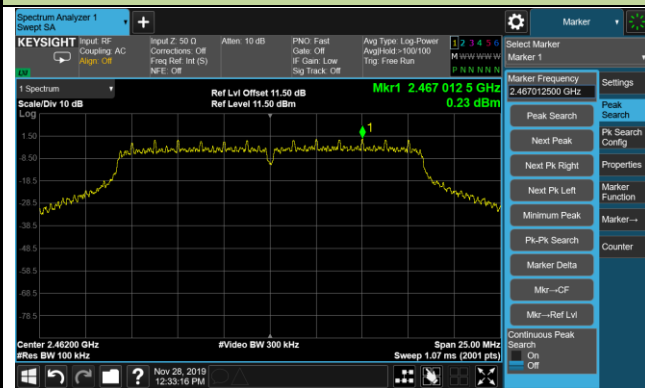 Spectrum Analyzer 1
Swept SA
Marker
KEYSIGHT
Input: RF
Coupling: AC
Align: Off
Input Z: 50 Ω
Corrections: Off
Freq Ref: Int (S)
NFE: Off
Atten: 10 dB
PNO: Fast
Gate: Off
IF Gain: Low
Sig Track: Off
Avg Type: Log-Power
Avg|Hold:>100/100
Trig: Free Run
1 2 3 4 5 6
M W W W W W
P N N N N N
Select Marker
Marker 1
1 Spectrum
Scale/Div 10 dB
Log
Ref Lvl Offset 11.50 dB
Ref Level 11.50 dBm
Mkr1 2.467 012 5 GHz
0.23 dBm
1
1.50
-8.50
-18.5
-28.5
-38.5
-48.5
-58.5
-68.5
-78.5
Center 2.46200 GHz
#Res BW 100 kHz
#Video BW 300 kHz
Span 25.00 MHz
Sweep 1.07 ms (2001 pts)
Marker Frequency
2.467012500 GHz
Peak Search
Next Peak
Next Pk Right
Next Pk Left
Minimum Peak
Pk-Pk Search
Marker Delta
Mkr→CF
Mkr→Ref Lvl
Continuous Peak
Search
On
Off
Settings
Peak
Search
Pk Search
Config
Properties
Marker
Function
Marker→
Counter
Nov 28, 2019
12:33:16 PM